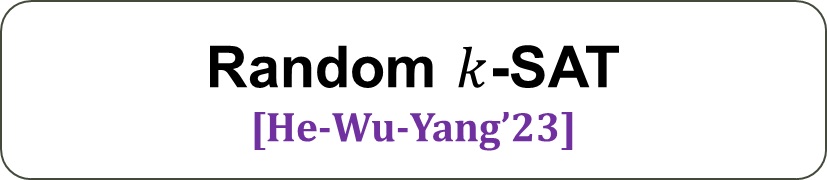 Random k-SAT
[He-Wu-Yang’23]